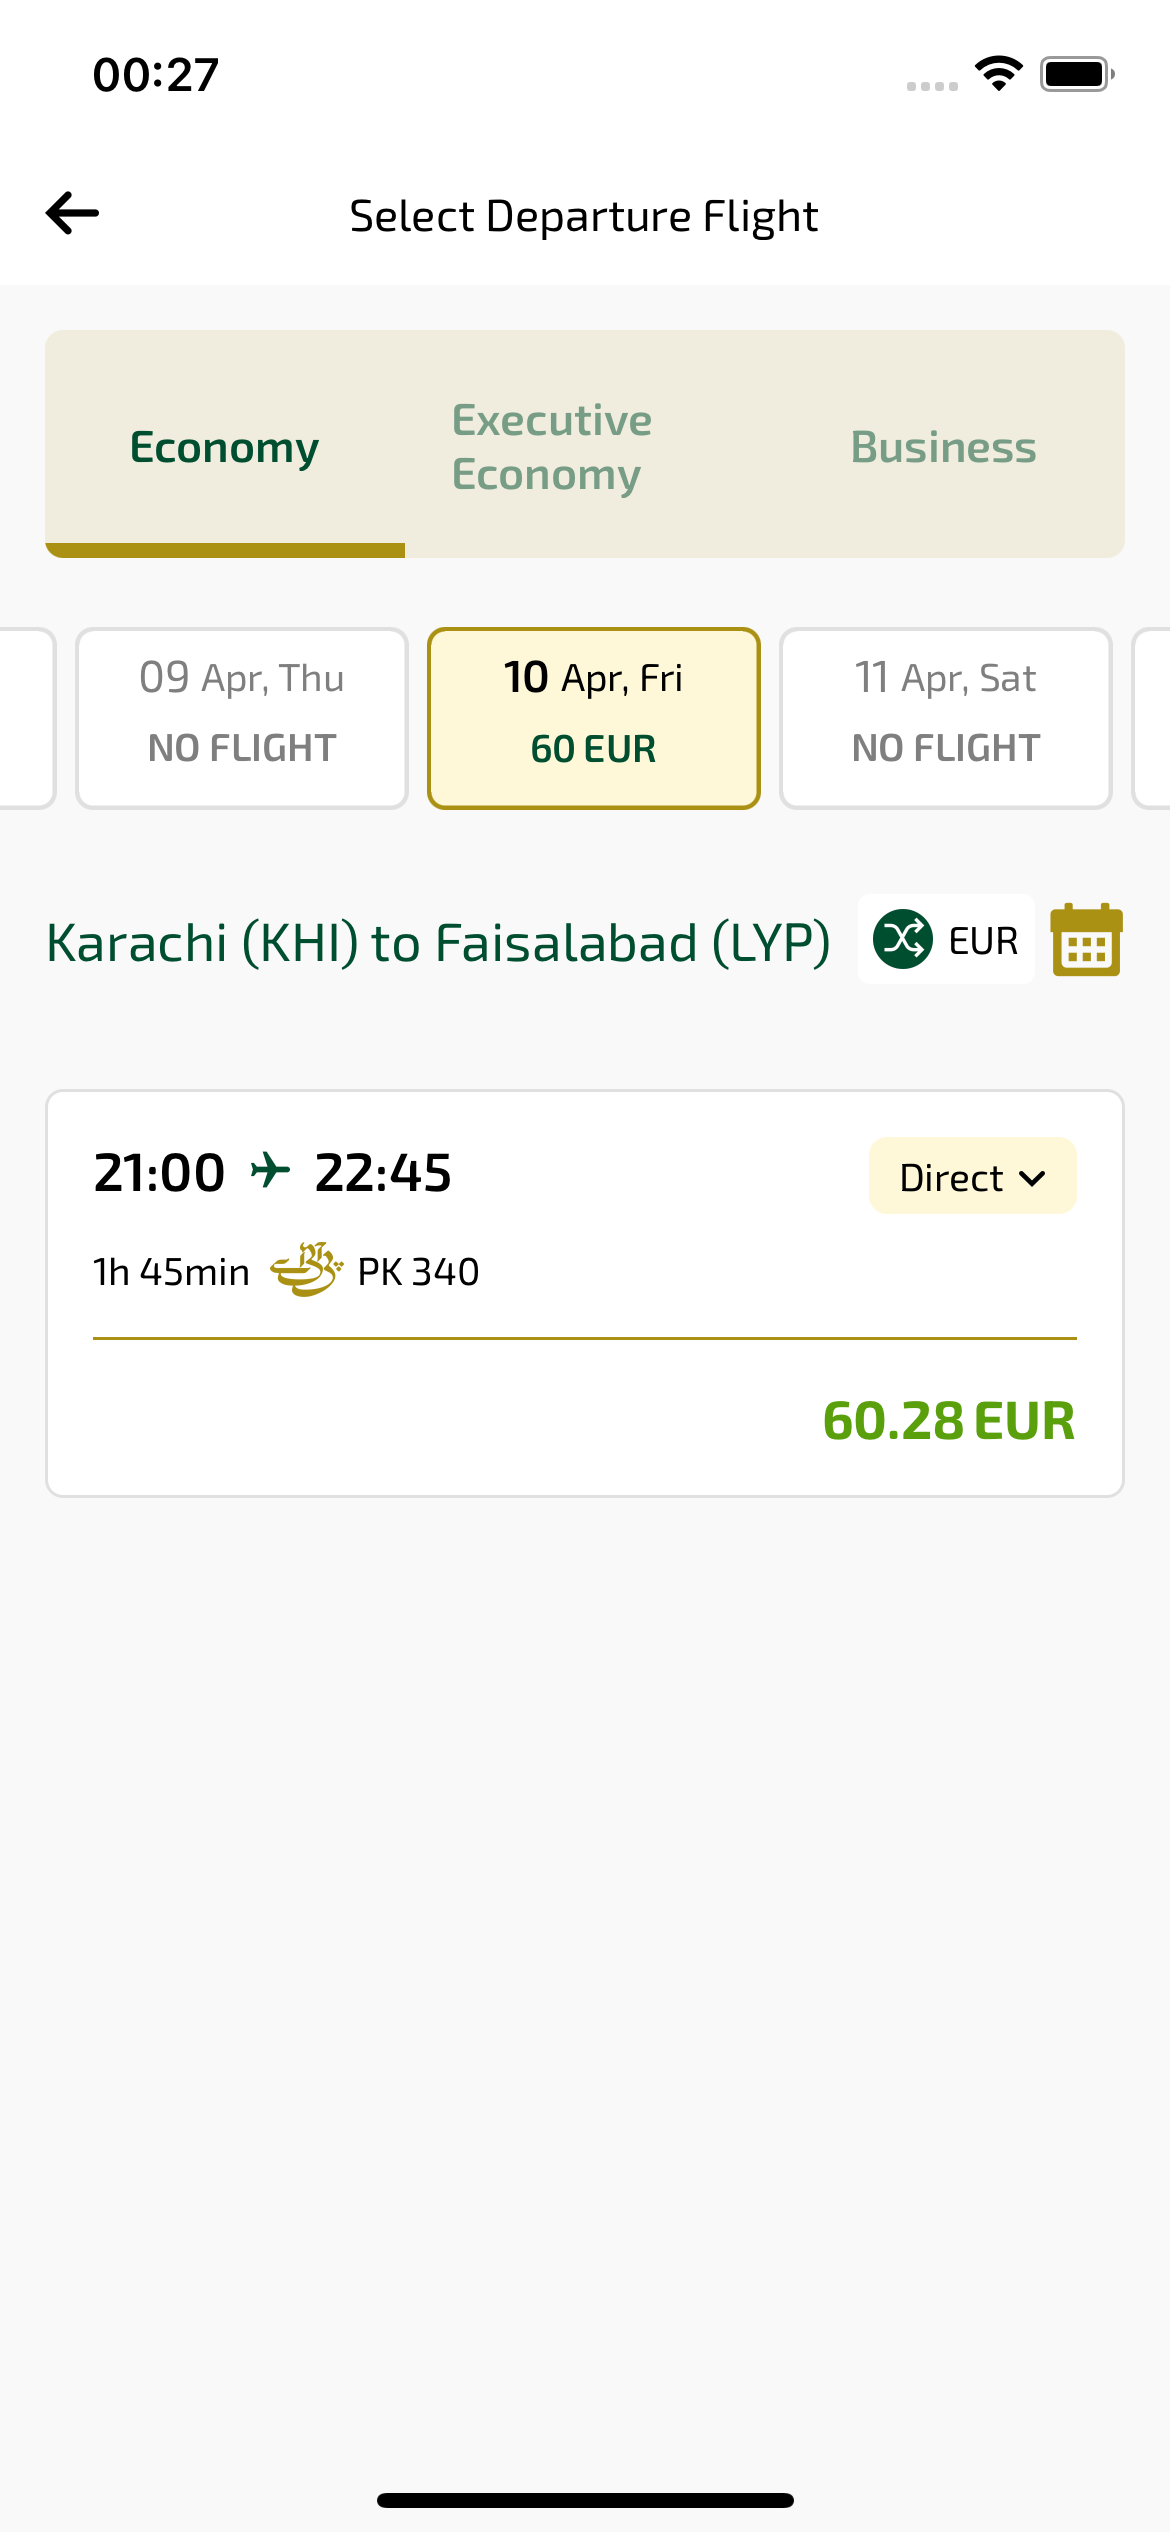 00:27
Select Departure Flight
Economy
Executive
Economy
Business
09 Apr, Thu
NO FLIGHT
10 Apr, Fri
60 EUR
11 Apr, Sat
NO FLIGHT
Karachi (KHI) to Faisalabad (LYP)
EUR
21:00 22:45
Direct
1h 45min PK 340
60.28 EUR